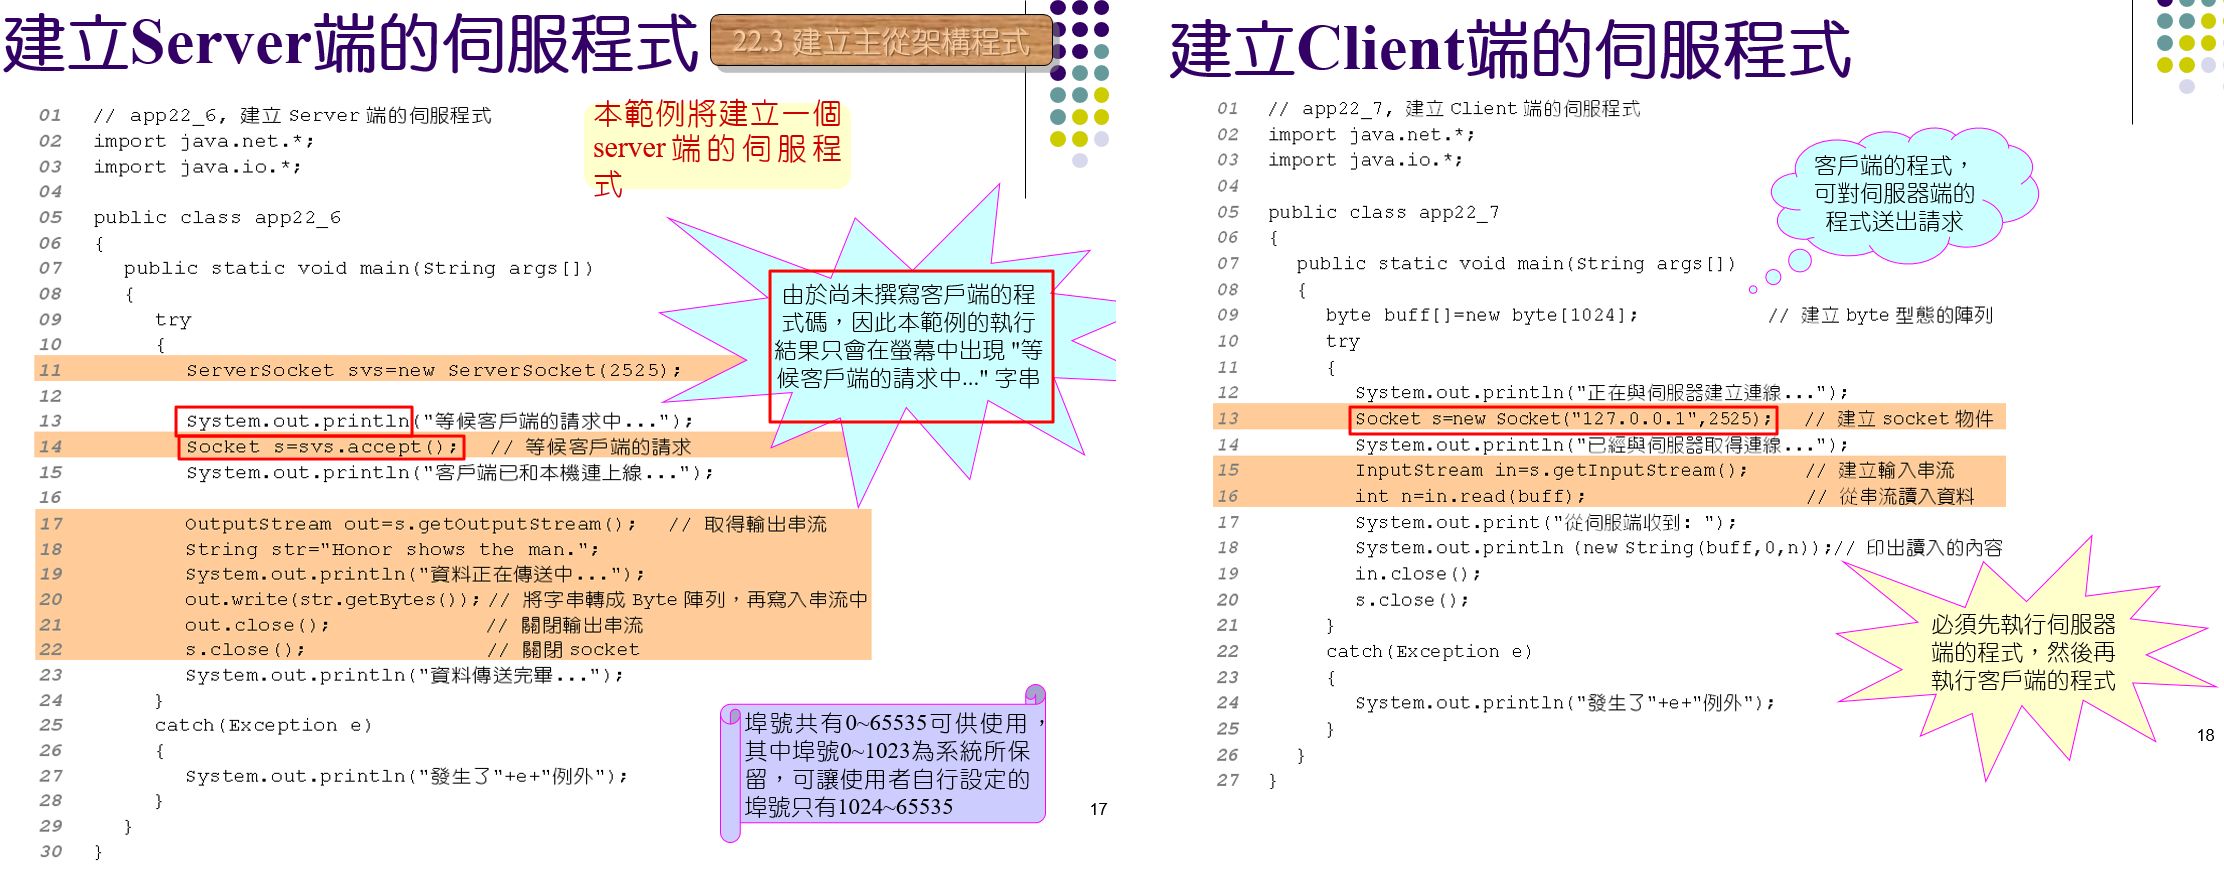 建立Server端的伺服程式
22.3 建立主從架構程式
01 // app22_6, 建立 Server 端的伺服程式
02 import java.net.*;
03 import java.io.*;
04
05 public class app22_6
06 {
07 public static void main(String args[])
08 {
09 try
10 {
11 ServerSocket svs=new ServerSocket(2525);
12
13 System.out.println("等候客戶端的請求中...");
14 Socket s=svs.accept(); // 等候客戶端的請求
15 System.out.println("客戶端已和本機連上線...");
16
17 OutputStream out=s.getOutputStream(); // 取得輸出串流
18 String str="Honor shows the man.";
19 System.out.println("資料正在傳送中...");
20 out.write(str.getBytes()); // 將字串轉成 Byte 陣列，再寫入串流中
21 out.close(); // 關閉輸出串流
22 s.close(); // 關閉 socket
23 System.out.println("資料傳送完畢...");
24 }
25 catch(Exception e)
26 {
27 System.out.println("發生了"+e+"例外");
28 }
29 }
30 }
本範例將建立一個
server端的伺服程
式
由於尚未撰寫客戶端的程
式碼，因此本範例的執行
結果只會在螢幕中出現 "等
候客戶端的請求中..." 字串
埠號共有0~65535可供使用，
其中埠號0~1023為系統所保
留，可讓使用者自行設定的
埠號只有1024~65535
17
建立Client端的伺服程式
01 // app22_7, 建立 Client 端的伺服程式
02 import java.net.*;
03 import java.io.*;
04
05 public class app22_7
06 {
07 public static void main(String args[])
08 {
09 byte buff[]=new byte[1024]; // 建立 byte 型態的陣列
10 try
11 {
12 System.out.println("正在與伺服器建立連線...");
13 Socket s=new Socket("127.0.0.1",2525); // 建立 socket 物件
14 System.out.println("已經與伺服器取得連線...");
15 InputStream in=s.getInputStream(); // 建立輸入串流
16 int n=in.read(buff); // 從串流讀入資料
17 System.out.print("從伺服端收到: ");
18 System.out.println(new String(buff,0,n));// 印出讀入的內容
19 in.close();
20 s.close();
21 }
22 catch(Exception e)
23 {
24 System.out.println("發生了"+e+"例外");
25 }
26 }
27 }
客戶端的程式，
可對伺服器端的
程式送出請求
必須先執行伺服器
端的程式，然後再
執行客戶端的程式
18